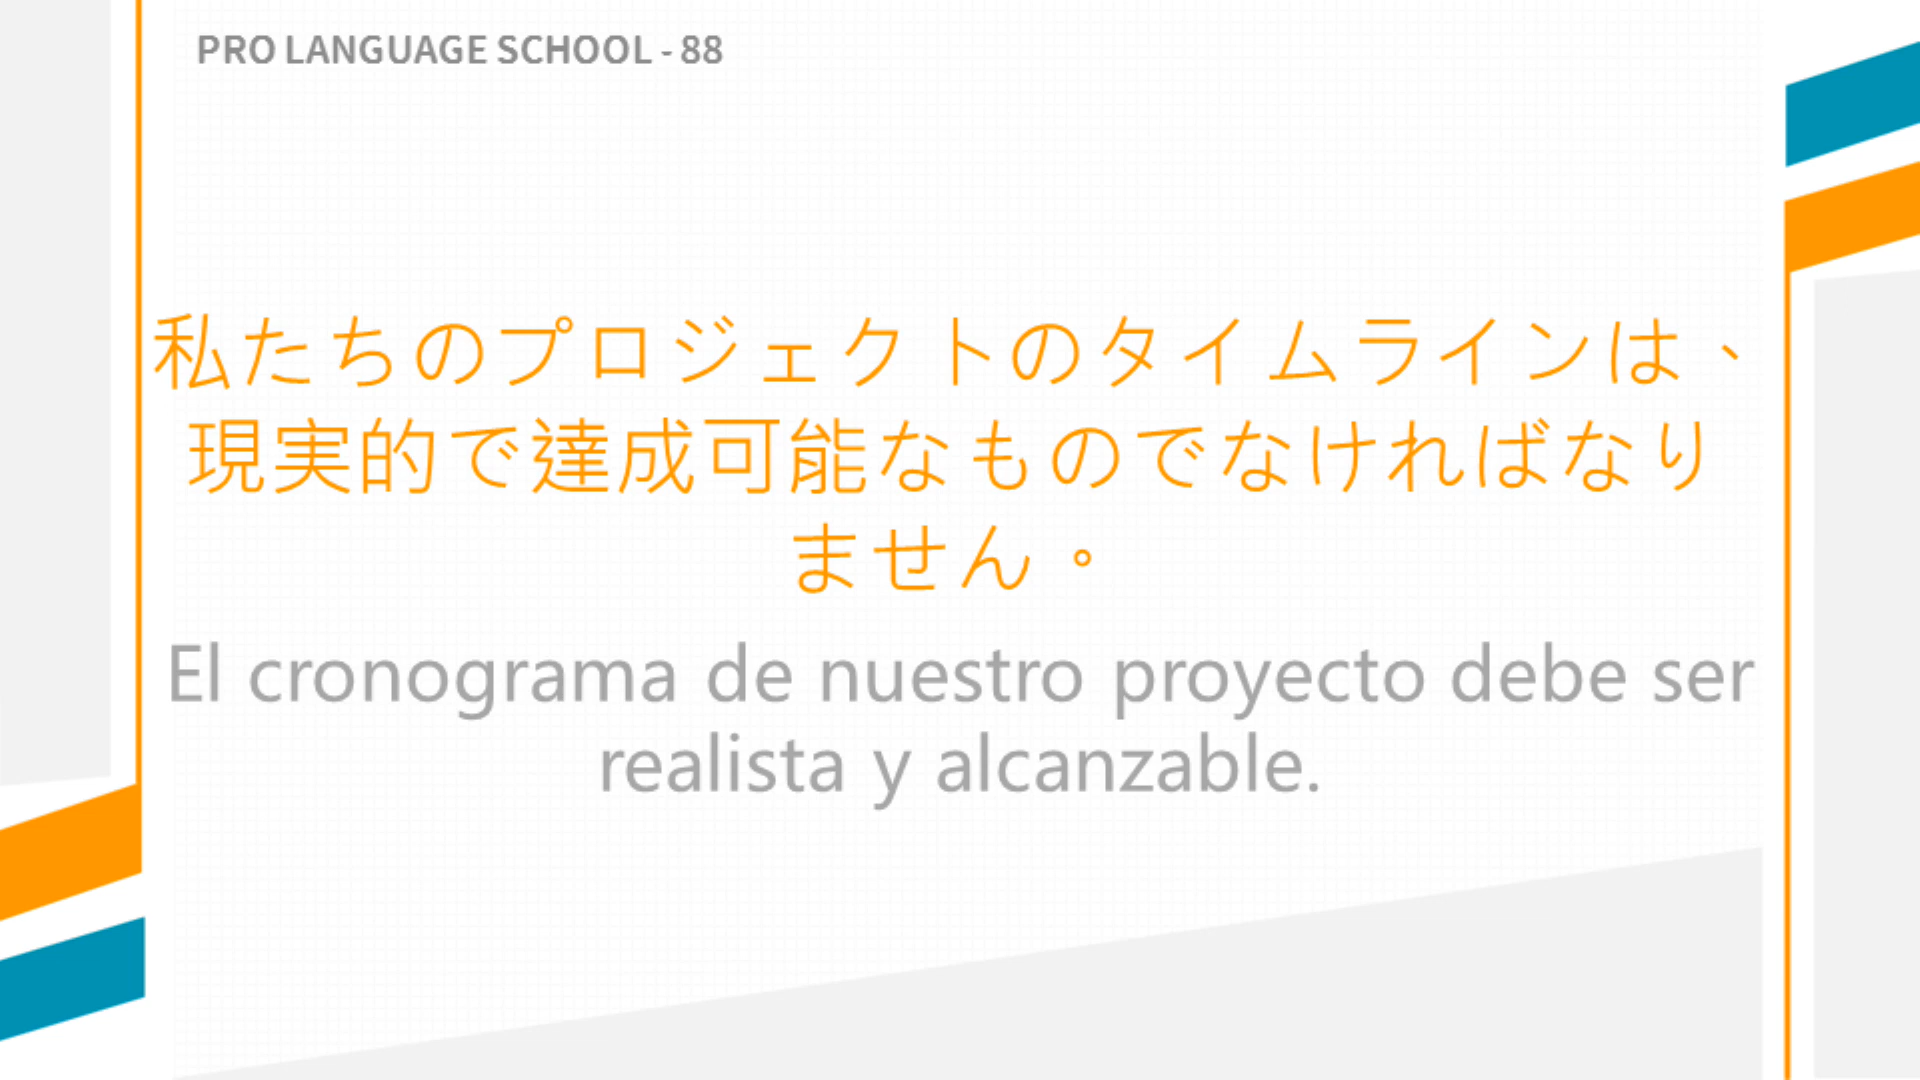 PRO LANGUAGE SCHOOL - 88
私たちのプロジェクトのタイムラインは、
現実的で達成可能なものでなければなり
ません。
El cronograma de nuestro proyecto debe ser
realista y alcanzable.